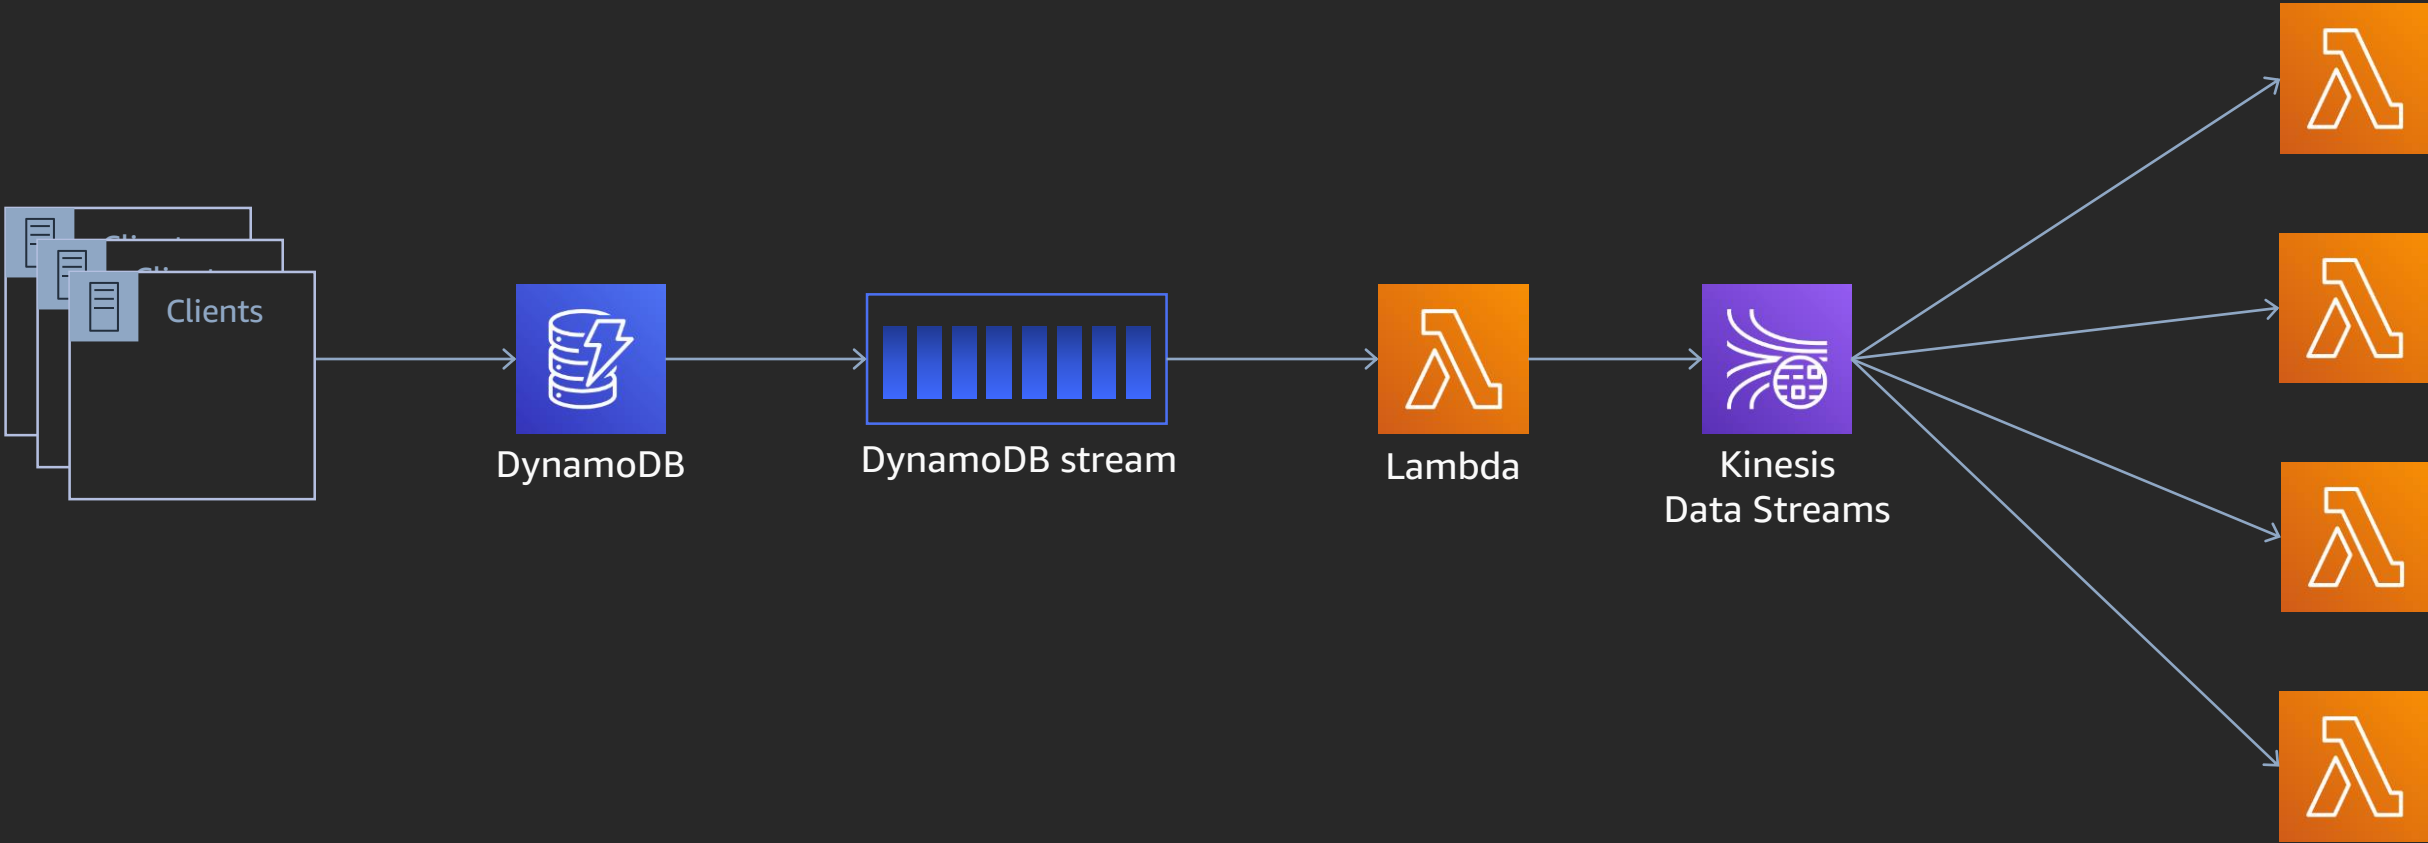 Clients
DynamoDB
DynamoDB stream
Lambda
Kinesis
Data Streams